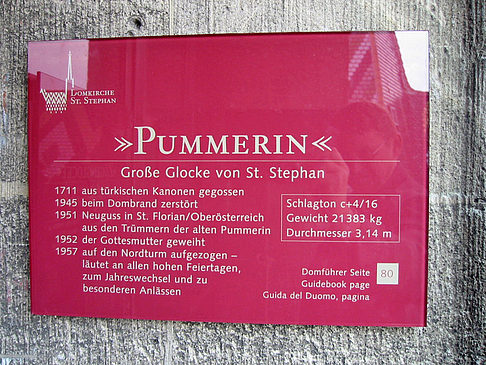 DOMKIRCHE
ST. STEPHAN
»PUMMERIN«
Große Glocke von St. Stephan
1711 aus türkischen Kanonen gegossen
1945 beim Dombrand zerstört
1951 Neuguss in St. Florian/Oberösterreich
aus den Trümmern der alten Pummerin
1952 der Gottesmutter geweiht
1957 auf den Nordturm aufgezogen –
läutet an allen hohen Feiertagen,
zum Jahreswechsel und zu
besonderen Anlässen
Schlagton c+4/16
Gewicht 21 383 kg
Durchmesser 3,14 m
Domführer Seite 80
Guidebook page
Guida del Duomo, pagina